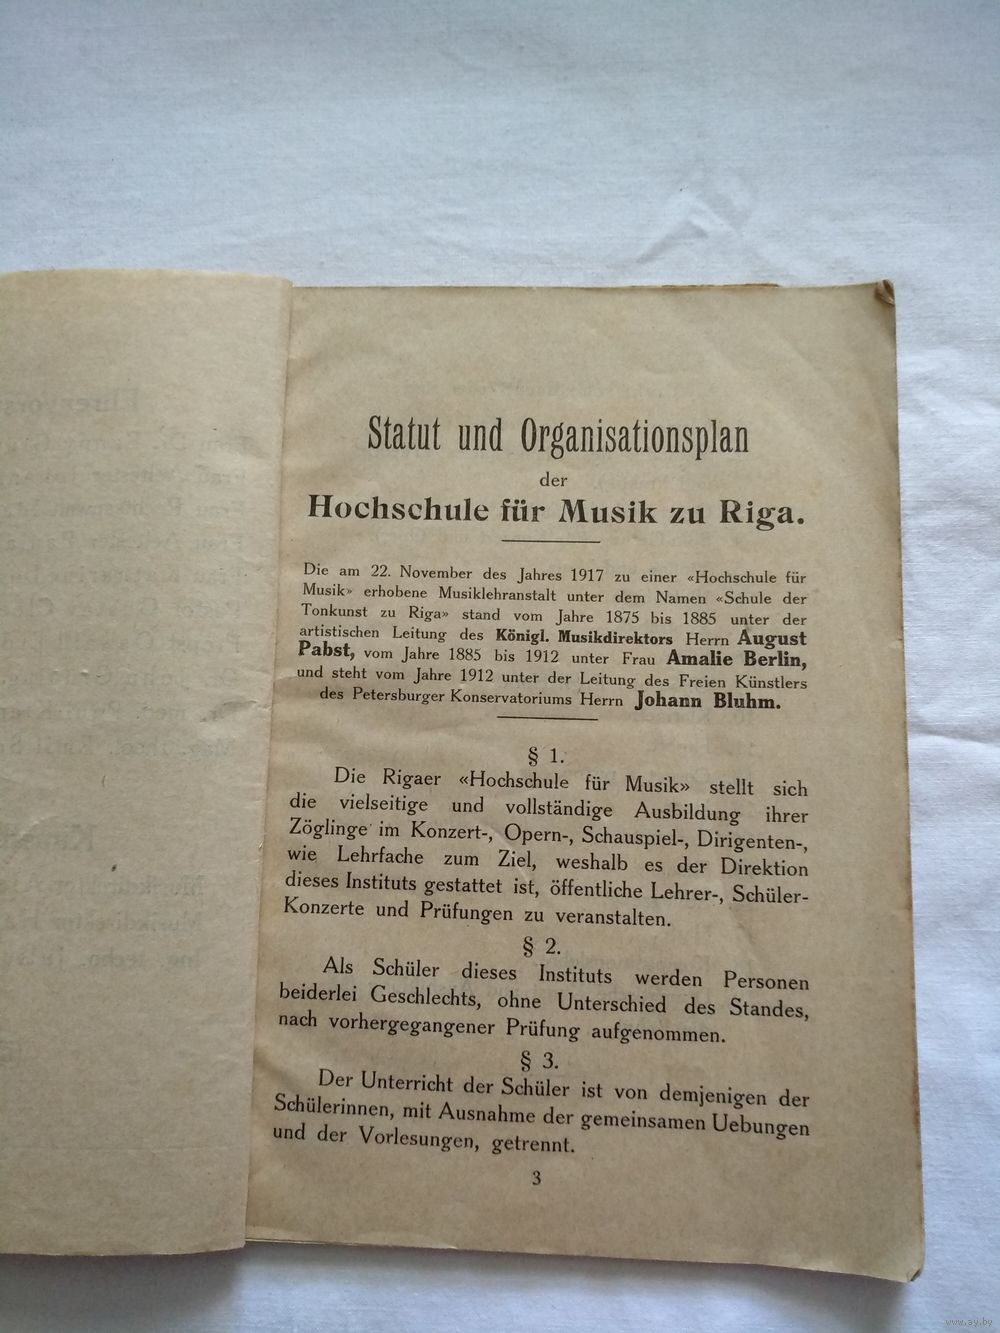 Statut und Organisationsplan
der
Hochschule für Musik zu Riga.
Die am 22. November des Jahres 1917 zu einer «Hochschule für
Musik» erhobene Musiklehranstalt unter dem Namen «Schule der
Tonkunst zu Riga» stand vom Jahre 1875 bis 1885 unter der
artistischen Leitung des Königl. Musikdirektors Herrn August
Pabst, vom Jahre 1885 bis 1912 unter Frau Amalie Berlin,
und steht vom Jahre 1912 unter der Leitung des Freien Künstlers
des Petersburger Konservatoriums Herrn Johann Bluhm.
§ 1.
Die Rigaer «Hochschule für Musik» stellt sich
die vielseitige und vollständige Ausbildung ihrer
Zöglinge im Konzert-, Opern-, Schauspiel-, Dirigenten-,
wie Lehrfache zum Ziel, weshalb es der Direktion
dieses Instituts gestattet ist, öffentliche Lehrer-, Schüler-
Konzerte und Prüfungen zu veranstalten.
§ 2.
Als Schüler dieses Instituts werden Personen
beiderlei Geschlechts, ohne Unterschied des Standes,
nach vorhergegangener Prüfung aufgenommen.
§ 3.
Der Unterricht der Schüler ist von demjenigen der
Schülerinnen, mit Ausnahme der gemeinsamen Uebungen
und der Vorlesungen, getrennt.
3
www.ay.by